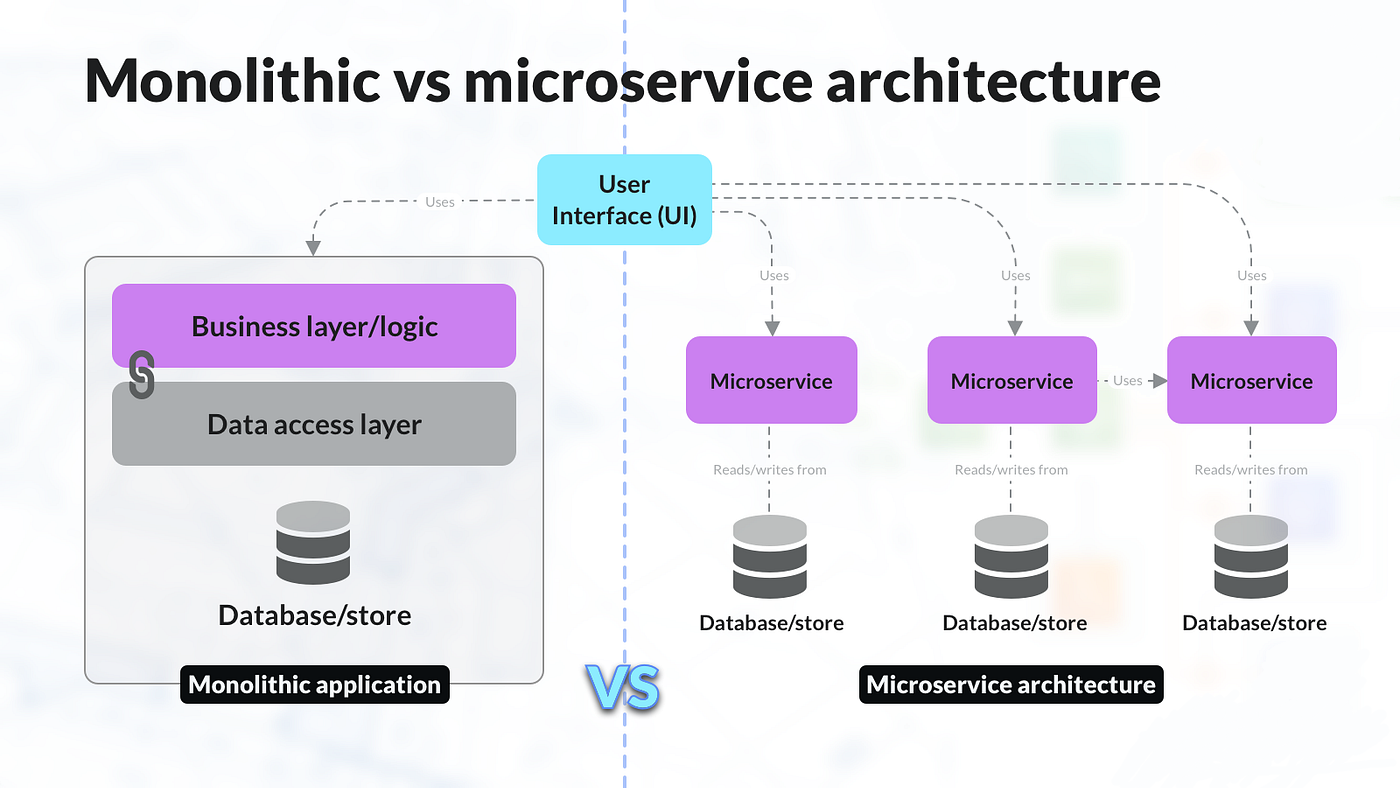 Monolithic vs microservice architecture
User
Interface (UI)
Uses
Uses
Uses
Uses
Business layer/logic
Data access layer
Database/store
Monolithic application
Microservice
Microservice
Uses
Microservice
Reads/writes from
Reads/writes from
Reads/writes from
Database/store
Database/store
Database/store
VS
Microservice architecture